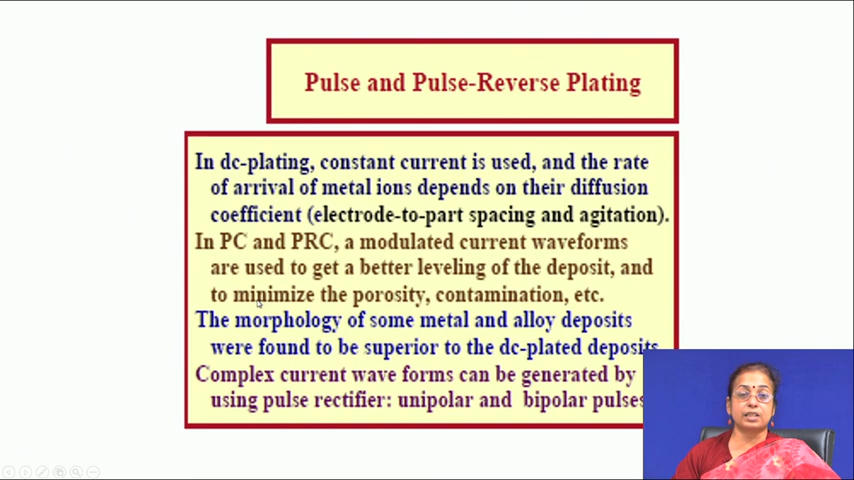 Pulse and Pulse-Reverse Plating
In dc-plating, constant current is used, and the rate
of arrival of metal ions depends on their diffusion
coefficient (electrode-to-part spacing and agitation).
In PC and PRC, a modulated current waveforms
are used to get a better leveling of the deposit, and
to minimize the porosity, contamination, etc.
The morphology of some metal and alloy deposits
were found to be superior to the dc-plated deposits
Complex current wave forms can be generated by
using pulse rectifier: unipolar and bipolar pulses